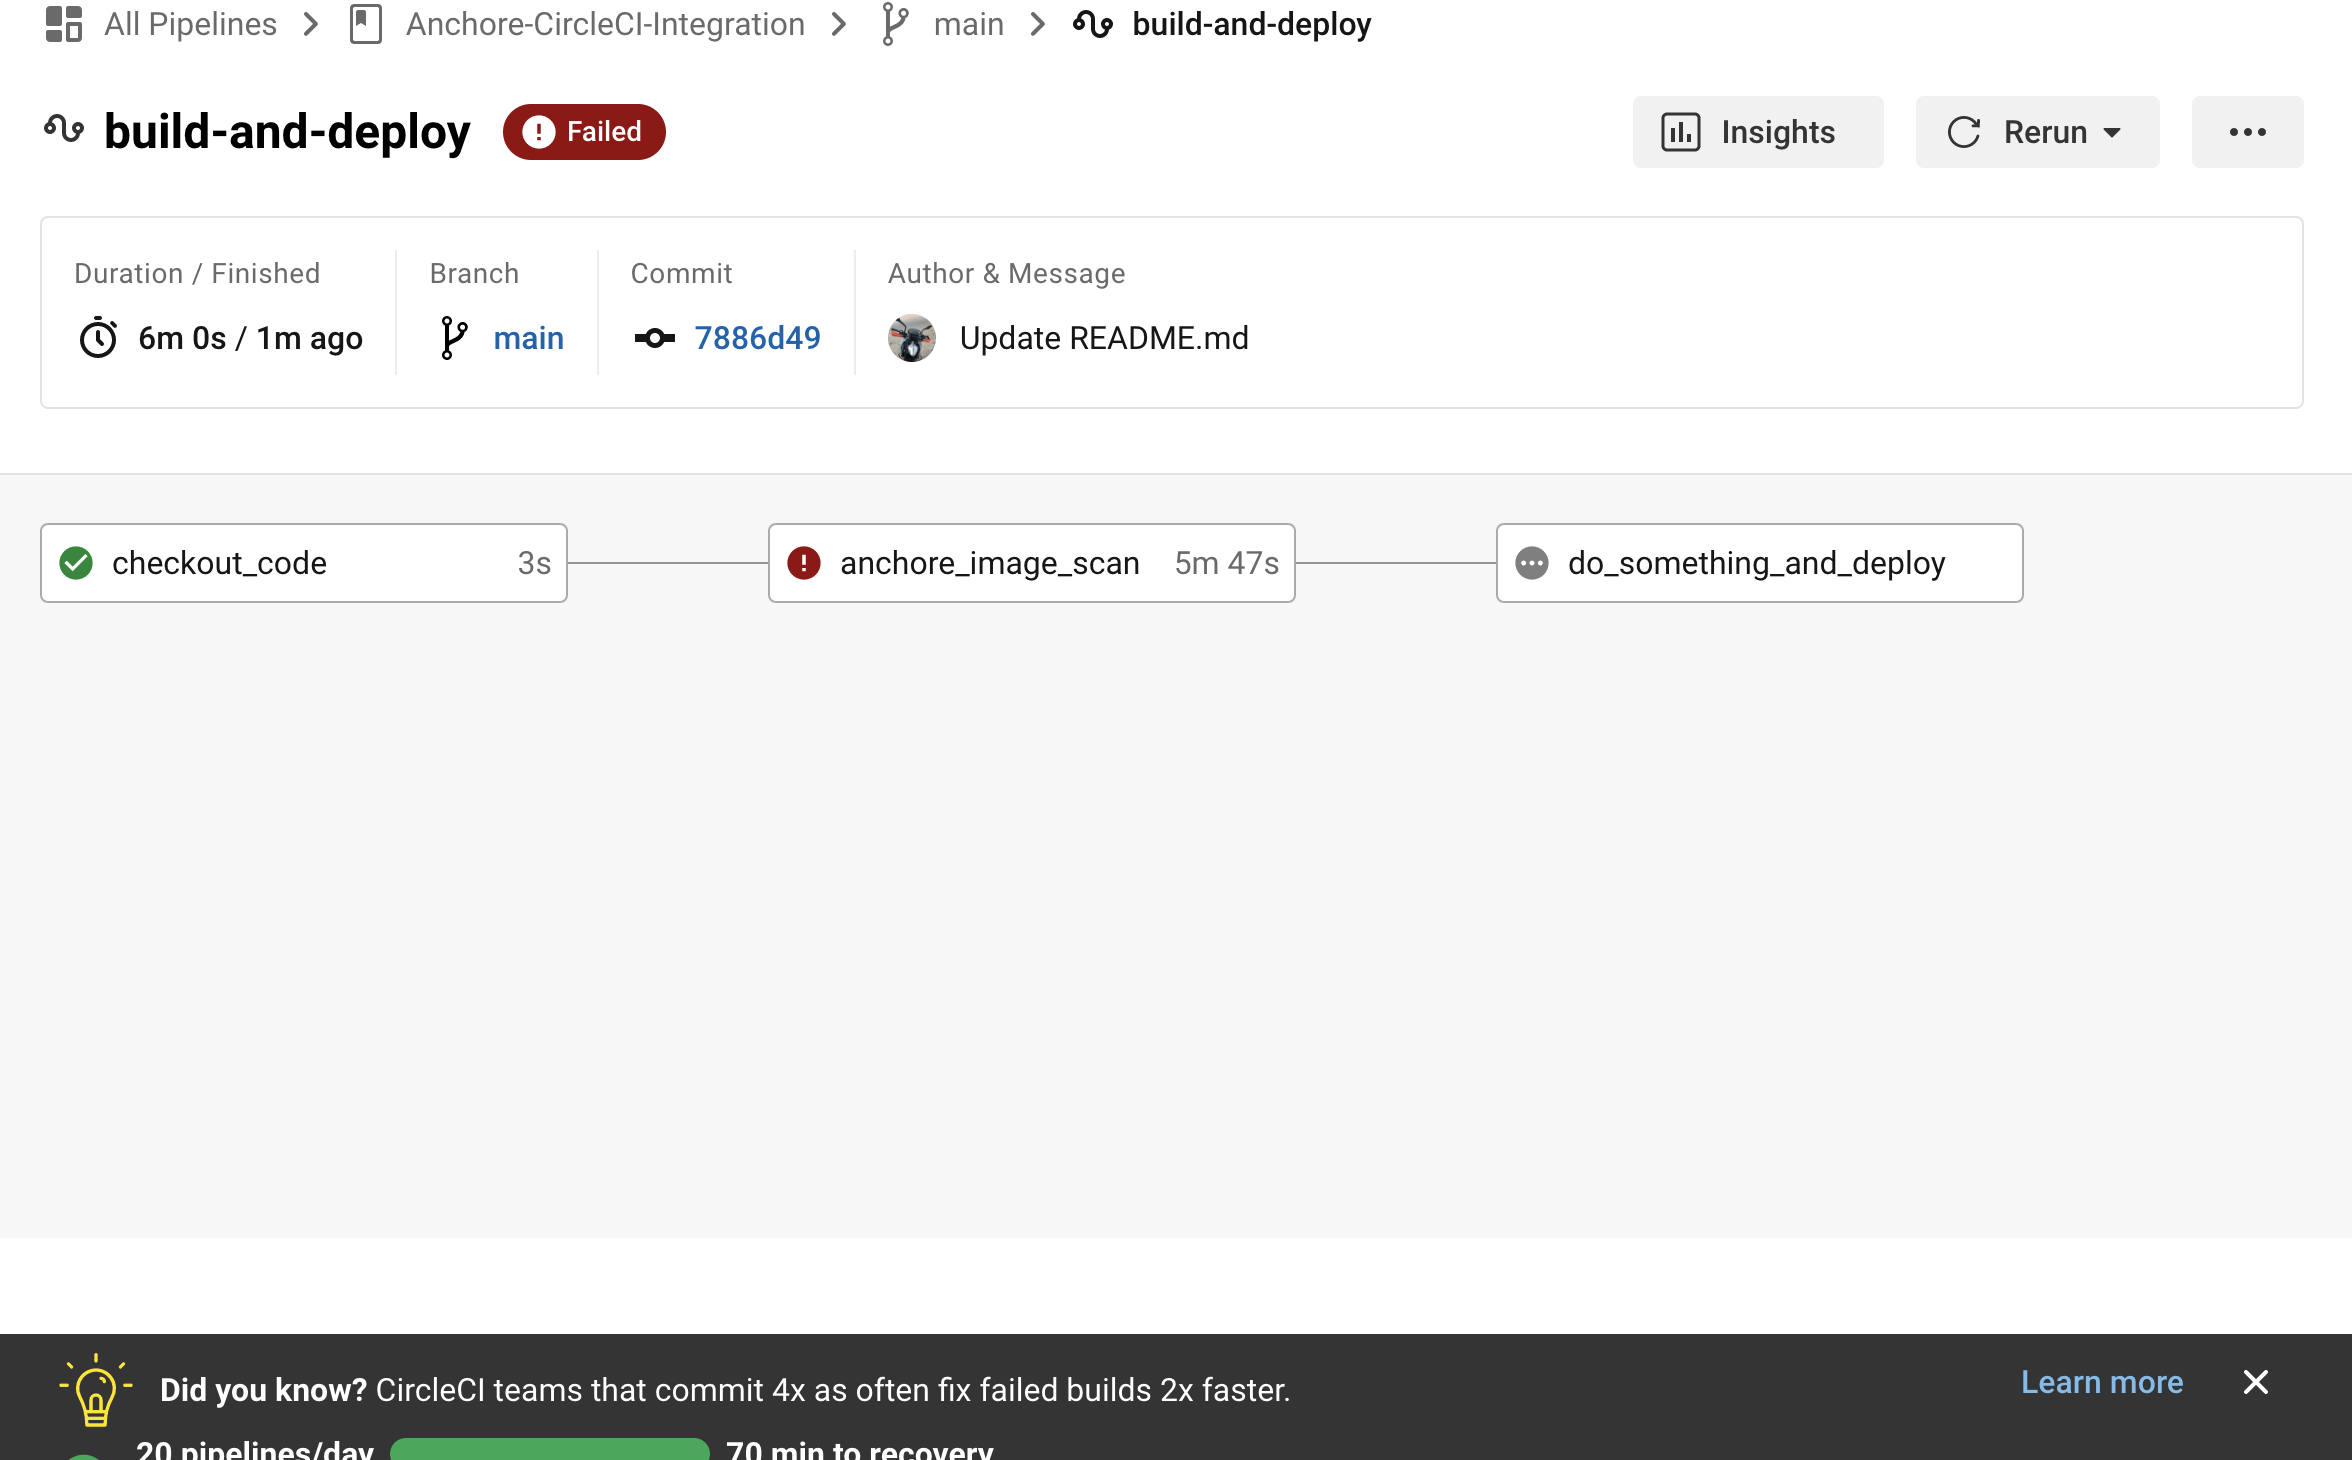 All Pipelines > Anchore-CircleCI-Integration > main > build-and-deploy
build-and-deploy
Failed
Insights
Rerun
Duration / Finished
Branch
Commit
Author & Message
6m 0s / 1m ago
main
7886d49
Update README.md
checkout_code 3s
anchore_image_scan 5m 47s
do_something_and_deploy
Did you know? CircleCI teams that commit 4x as often fix failed builds 2x faster.
Learn more
20 pipelines/day
70 min to recovery